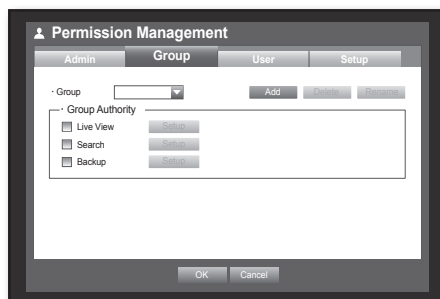 Permission Management
Admin Group User Setup
· Group Add Delete Rename
· Group Authority
Live View Setup
Search Setup
Backup Setup
OK Cancel